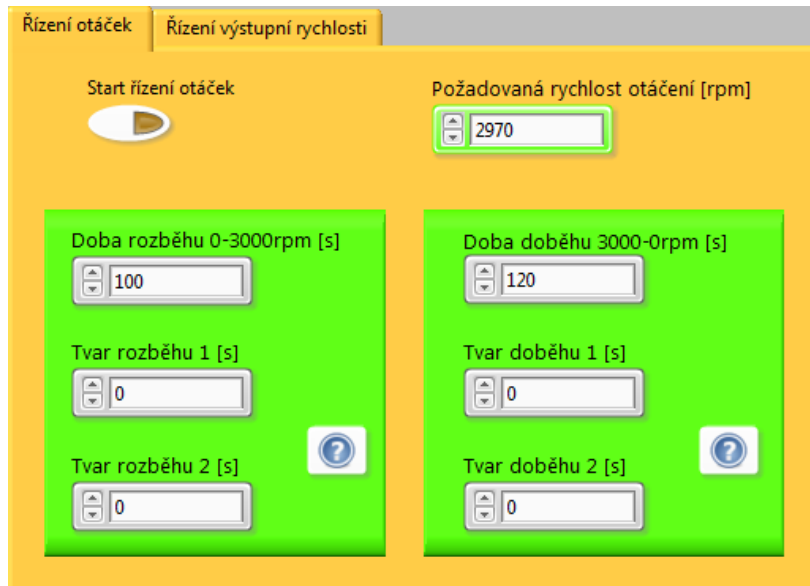 Řízení otáček
Řízení výstupní rychlosti
Start řízení otáček
Požadovaná rychlost otáčení [rpm]
2970
Doba rozběhu 0-3000rpm [s]
100
Tvar rozběhu 1 [s]
0
Tvar rozběhu 2 [s]
0
Doba doběhu 3000-0rpm [s]
120
Tvar doběhu 1 [s]
0
Tvar doběhu 2 [s]
0